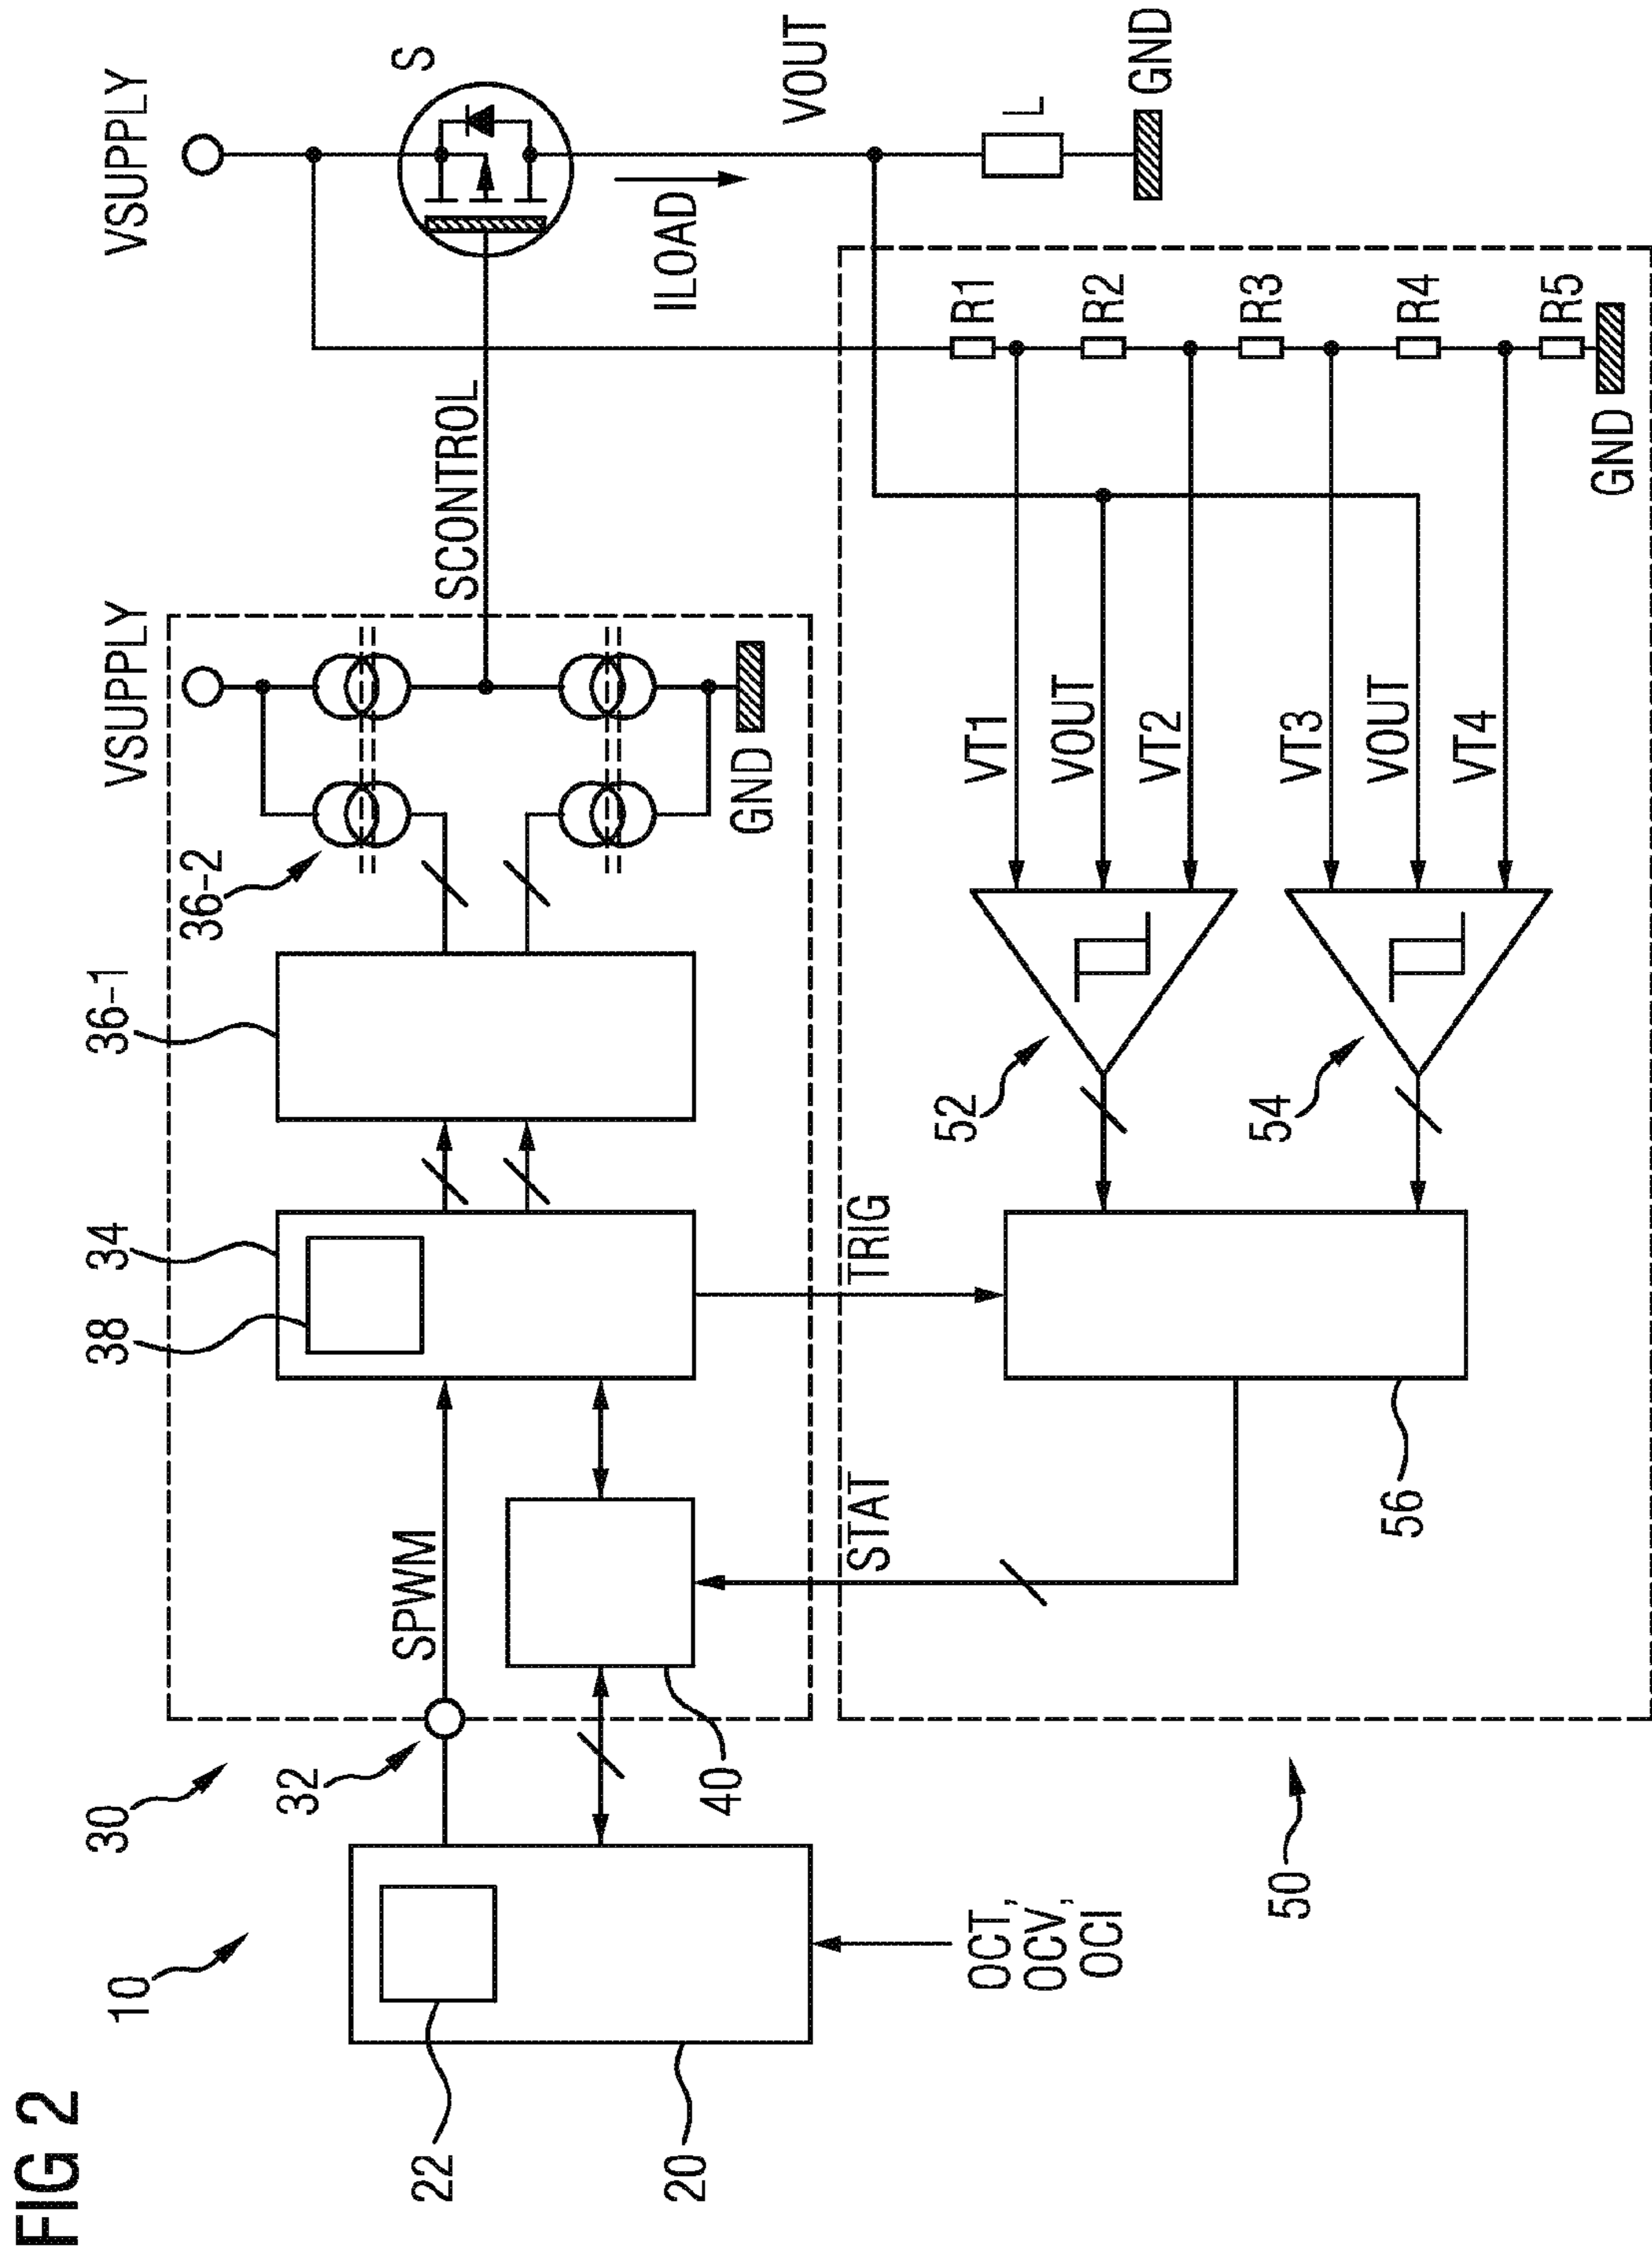 FIG 2
10
30
22
20
32
SPWM
40
38
34
36-1
36-2
VSUPPLY
GND
SCONTROL
VSUPPLY
S
ILOAD
VOUT
L
GND
OCT,
OCV,
OCI
50
STAT
TRIG
56
52
54
VT1
VOUT
VT2
VT3
VOUT
VT4
R1
R2
R3
R4
R5
GND